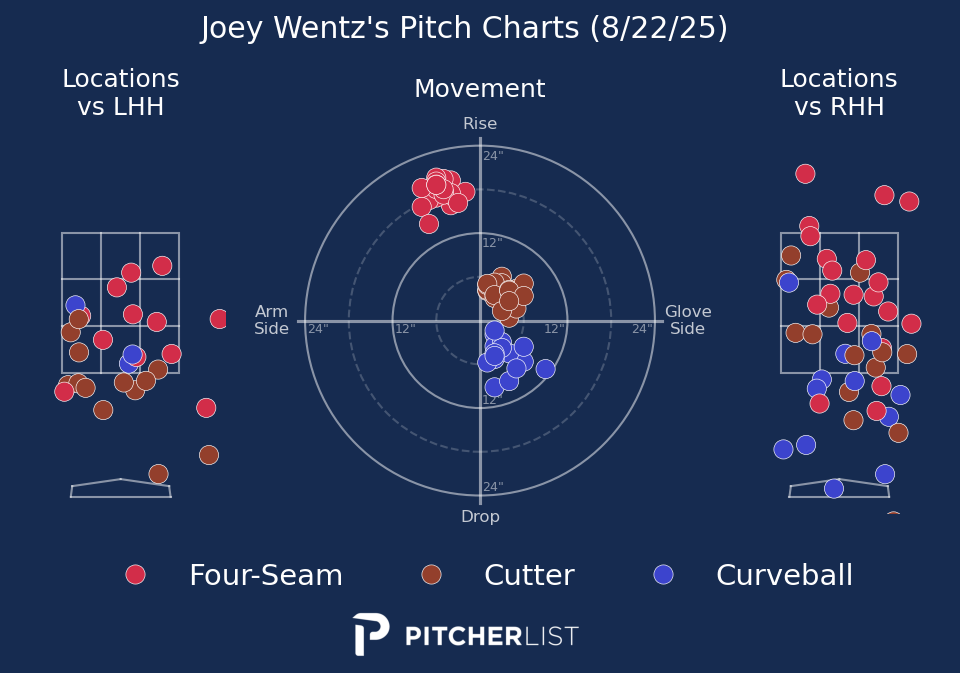 Joey Wentz's Pitch Charts (8/22/25)
Locations
vs LHH
Movement
Locations
vs RHH
Rise
24"
12"
Arm
Side
24"
12"
12"
24"
Glove
Side
12"
24"
Drop
Four-Seam
Cutter
Curveball
PITCHERLIST